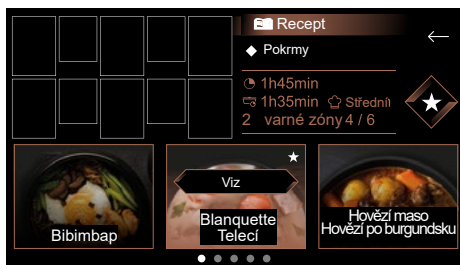 Recept
Pokrmy
1h45min
1h35min Střední
2 varné zóny 4 / 6
Viz
Bibimbap
Blanquette
Telecí
Hovězí maso
Hovězí po burgundsku